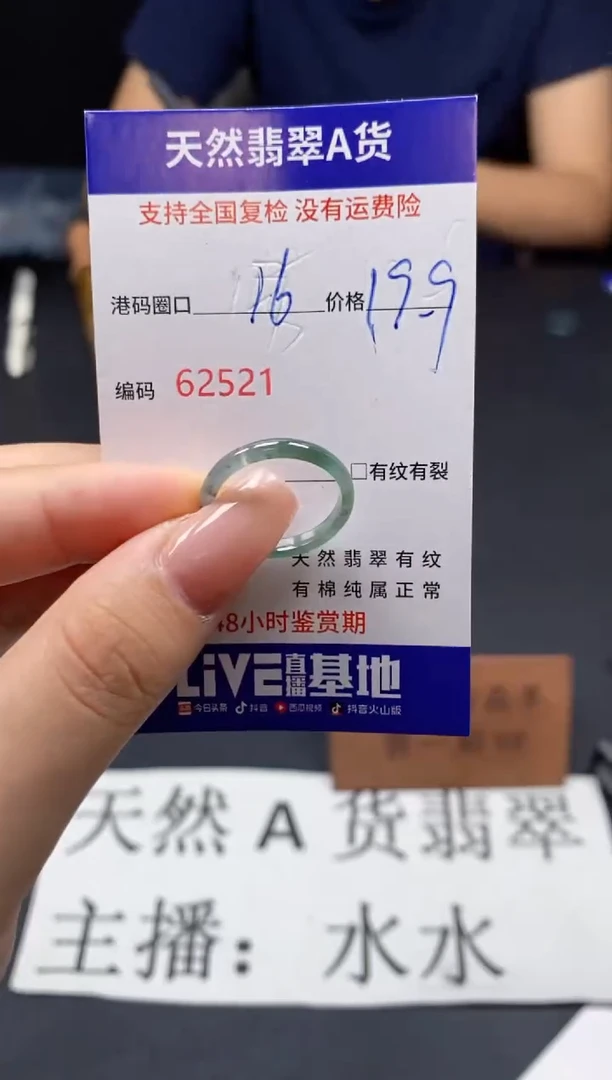 天然翡翠A货
支持全国复检 没有运费险
港码圈口 16 价格 199
编码 62521
□有纹有裂
天然翡翠有纹
有棉纯属正常
48小时鉴赏期
LiVE直播基地
今日头条 抖音 西瓜视频 抖音火山版
天然A货翡翠
主播：水水